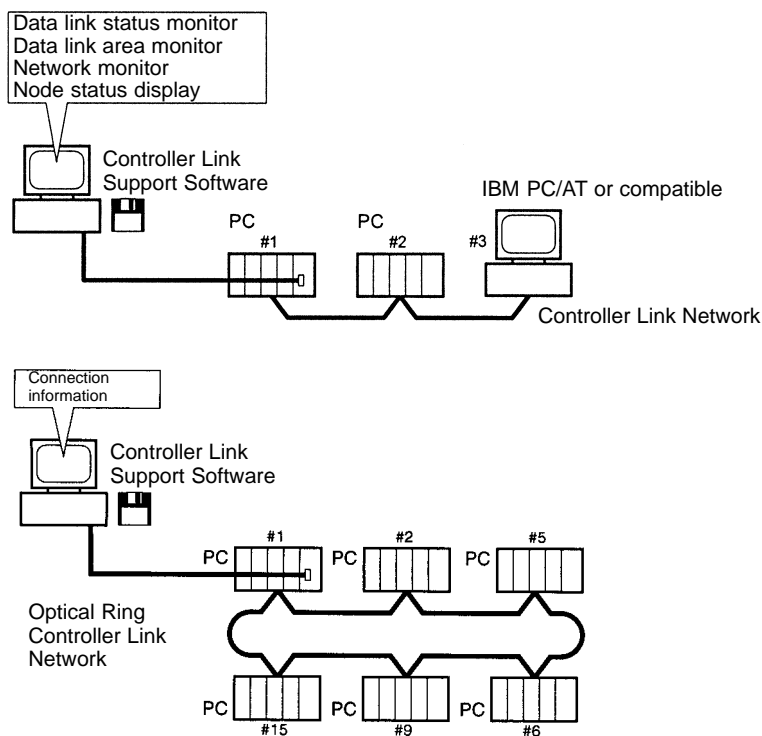 Data link status monitor
Data link area monitor
Network monitor
Node status display
Controller Link
Support Software
IBM PC/AT or compatible
PC
#1
PC
#2
#3
Controller Link Network
Connection
information
Controller Link
Support Software
PC
#1
PC
#2
PC
#5
Optical Ring
Controller Link
Network
PC
#15
PC
#9
PC
#6